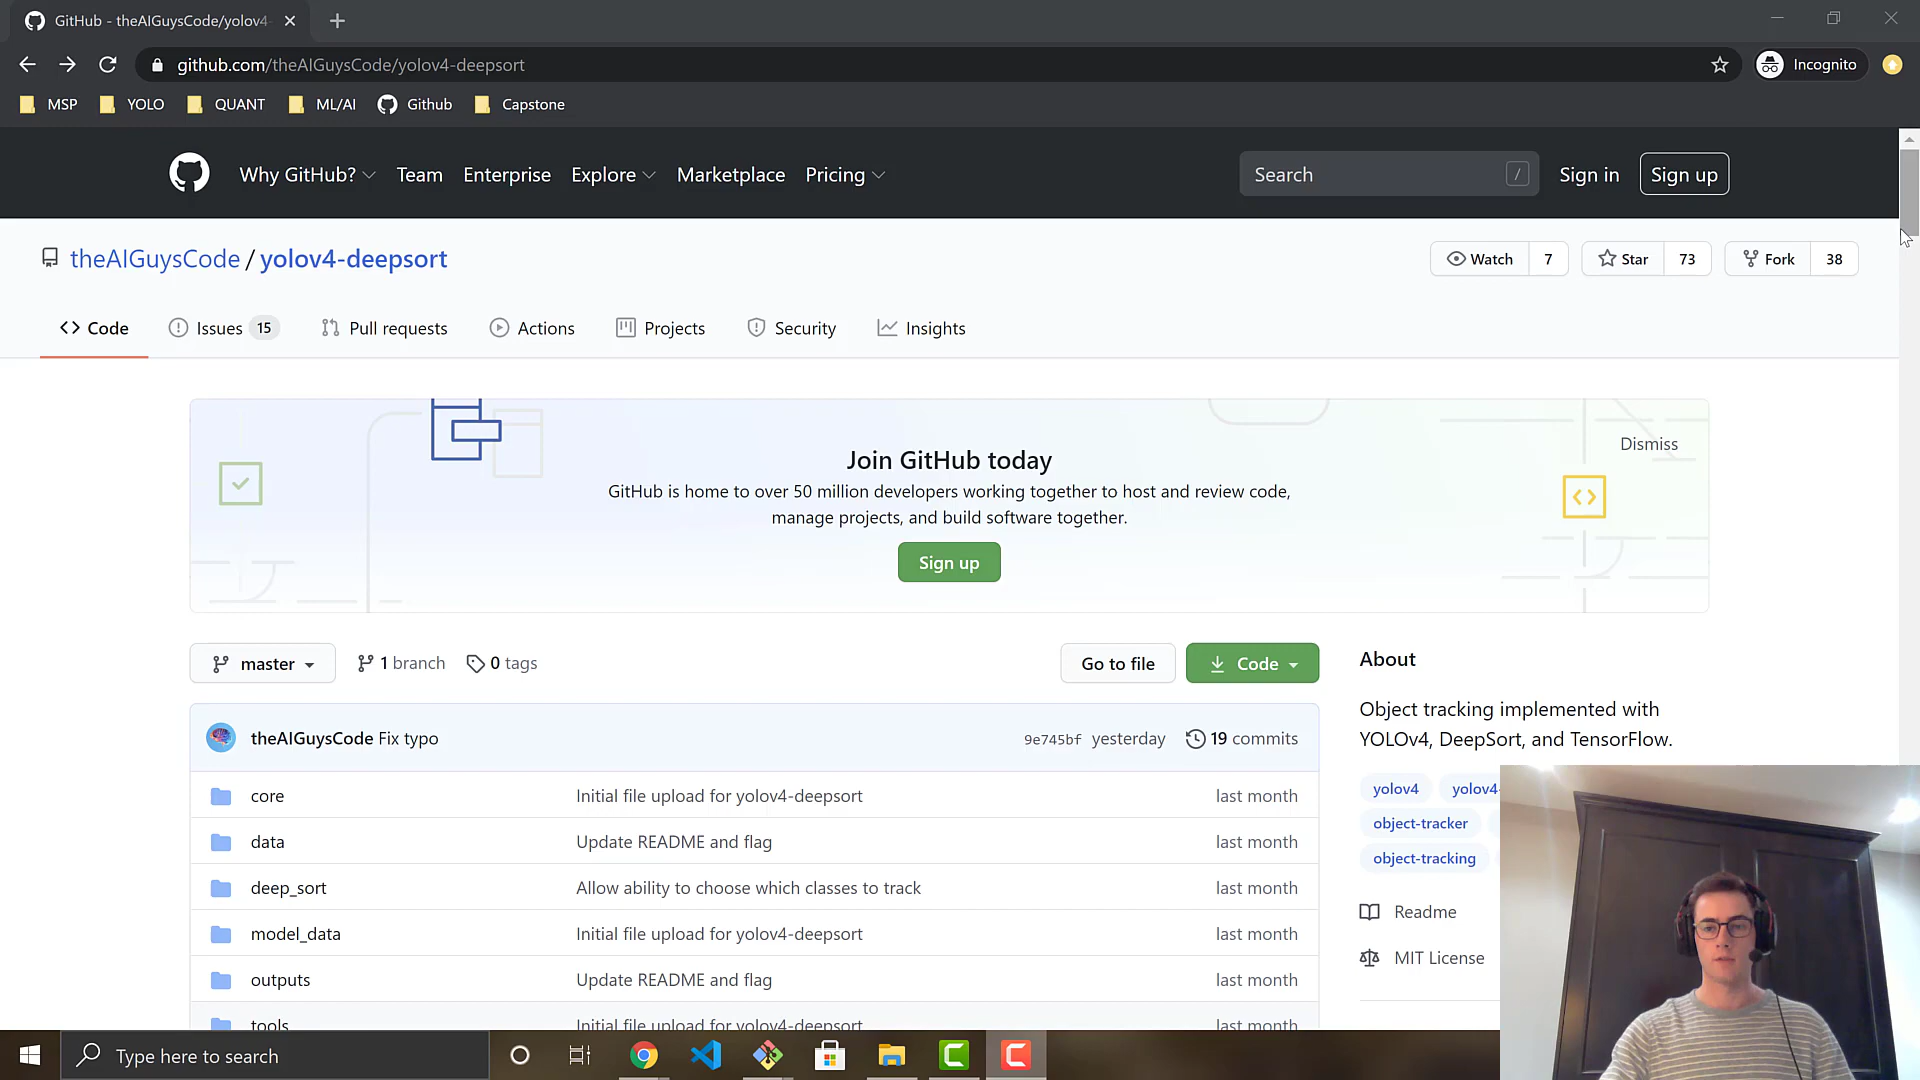 GitHub - theAIGuysCode/yolov4-
github.com/theAIGuysCode/yolov4-deepsort
Incognito
MSP YOLO QUANT ML/AI Github Capstone
Why GitHub? Team Enterprise Explore Marketplace Pricing Search / Sign in Sign up
theAIGuysCode / yolov4-deepsort Watch 7 Star 73 Fork 38
Code Issues 15 Pull requests Actions Projects Security Insights
Dismiss
Join GitHub today
GitHub is home to over 50 million developers working together to host and review code,
manage projects, and build software together.
Sign up
master 1 branch 0 tags Go to file Code
About
Object tracking implemented with
YOLOv4, DeepSort, and TensorFlow.
theAIGuysCode Fix typo 9e745bf yesterday 19 commits
core Initial file upload for yolov4-deepsort last month
data Update README and flag last month
deep_sort Allow ability to choose which classes to track last month
model_data Initial file upload for yolov4-deepsort last month
outputs Update README and flag last month
tools Initial file upload for yolov4-deepsort last month
yolov4 yolov4-
object-tracker
object-tracking
Readme
MIT License
Type here to search